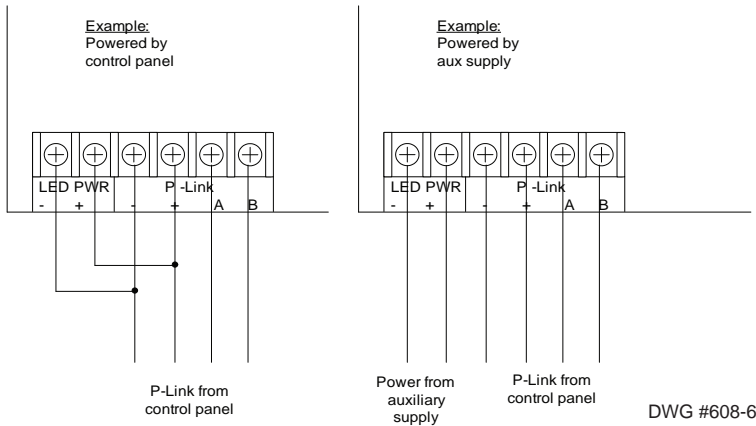 Example:
Powered by
control panel
LED PWR P -Link
- + - + A B
P-Link from
control panel
Example:
Powered by
aux supply
LED PWR P -Link
- + - + A B
Power from
auxiliary
supply
P-Link from
control panel
DWG #608-6